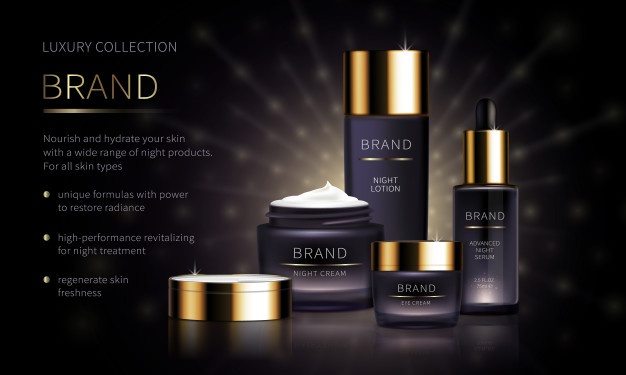 LUXURY COLLECTION
BRAND
Nourish and hydrate your skin
with a wide range of night products.
For all skin types
unique formulas with power
to restore radiance
high-performance revitalizing
for night treatment
regenerate skin
freshness
BRAND
NIGHT
LOTION
BRAND
NIGHT CREAM
BRAND
EYE CREAM
BRAND
ADVANCED
NIGHT
SERUM